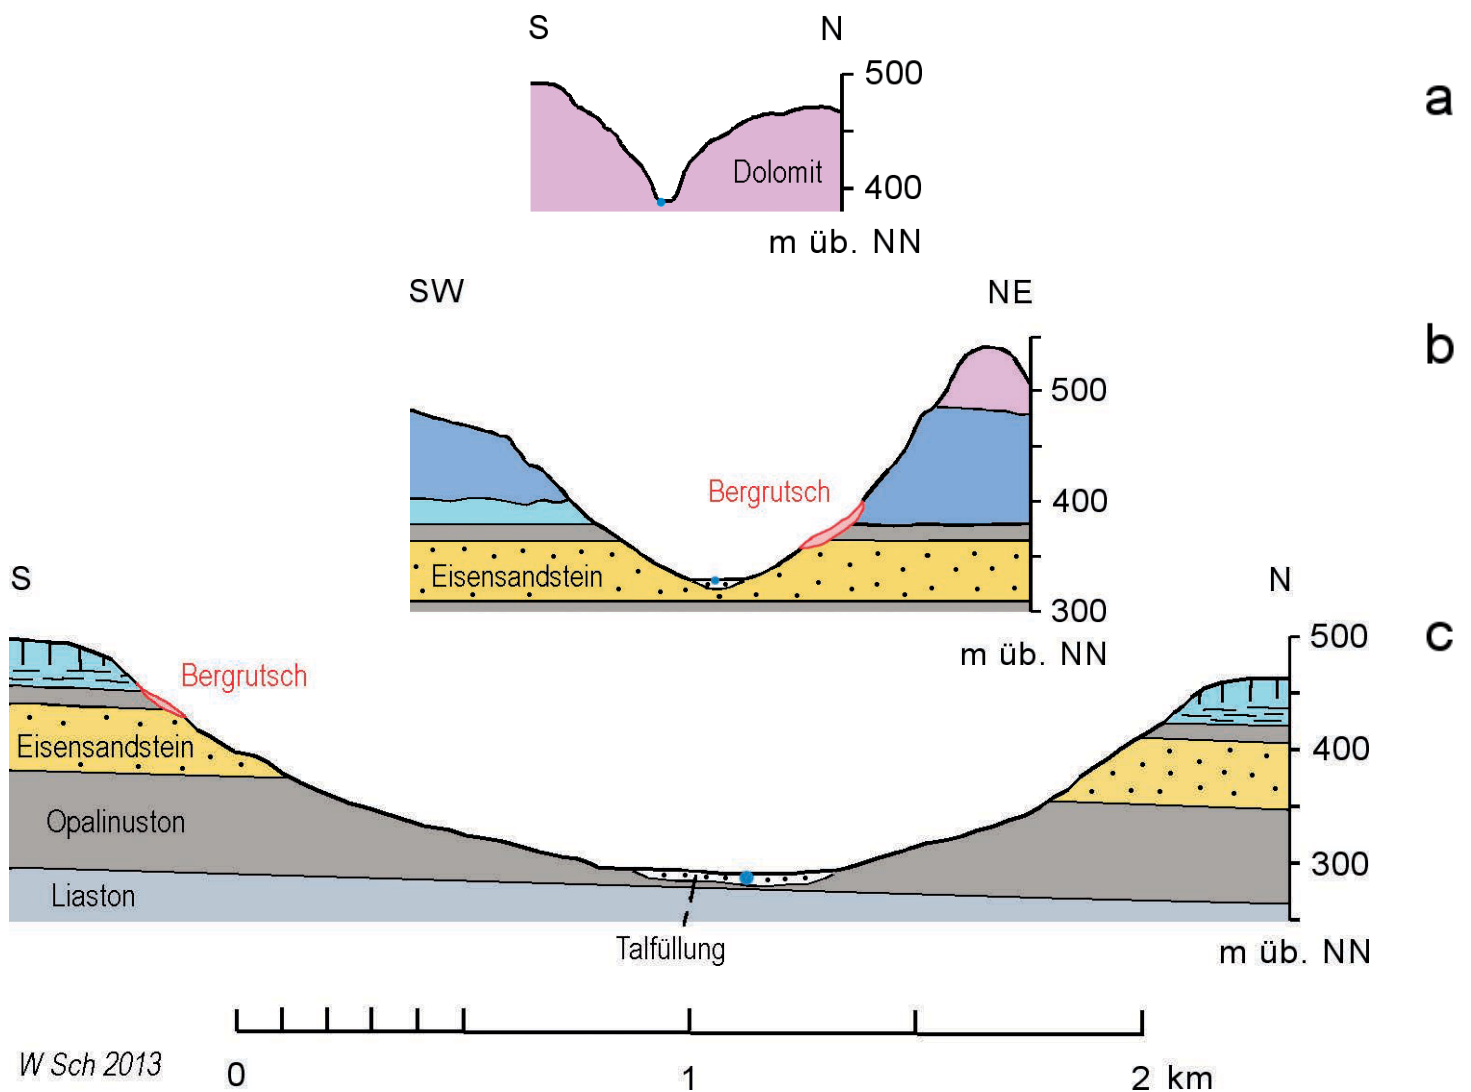 S N
500
a
Dolomit
400
m üb. NN
SW NE
b
500
Bergrutsch
400
Eisensandstein
300
m üb. NN
S N
500
c
Bergrutsch
Eisensandstein
400
Opalinuston
300
Liaston
Talfüllung
m üb. NN
W Sch 2013
0 1 2 km